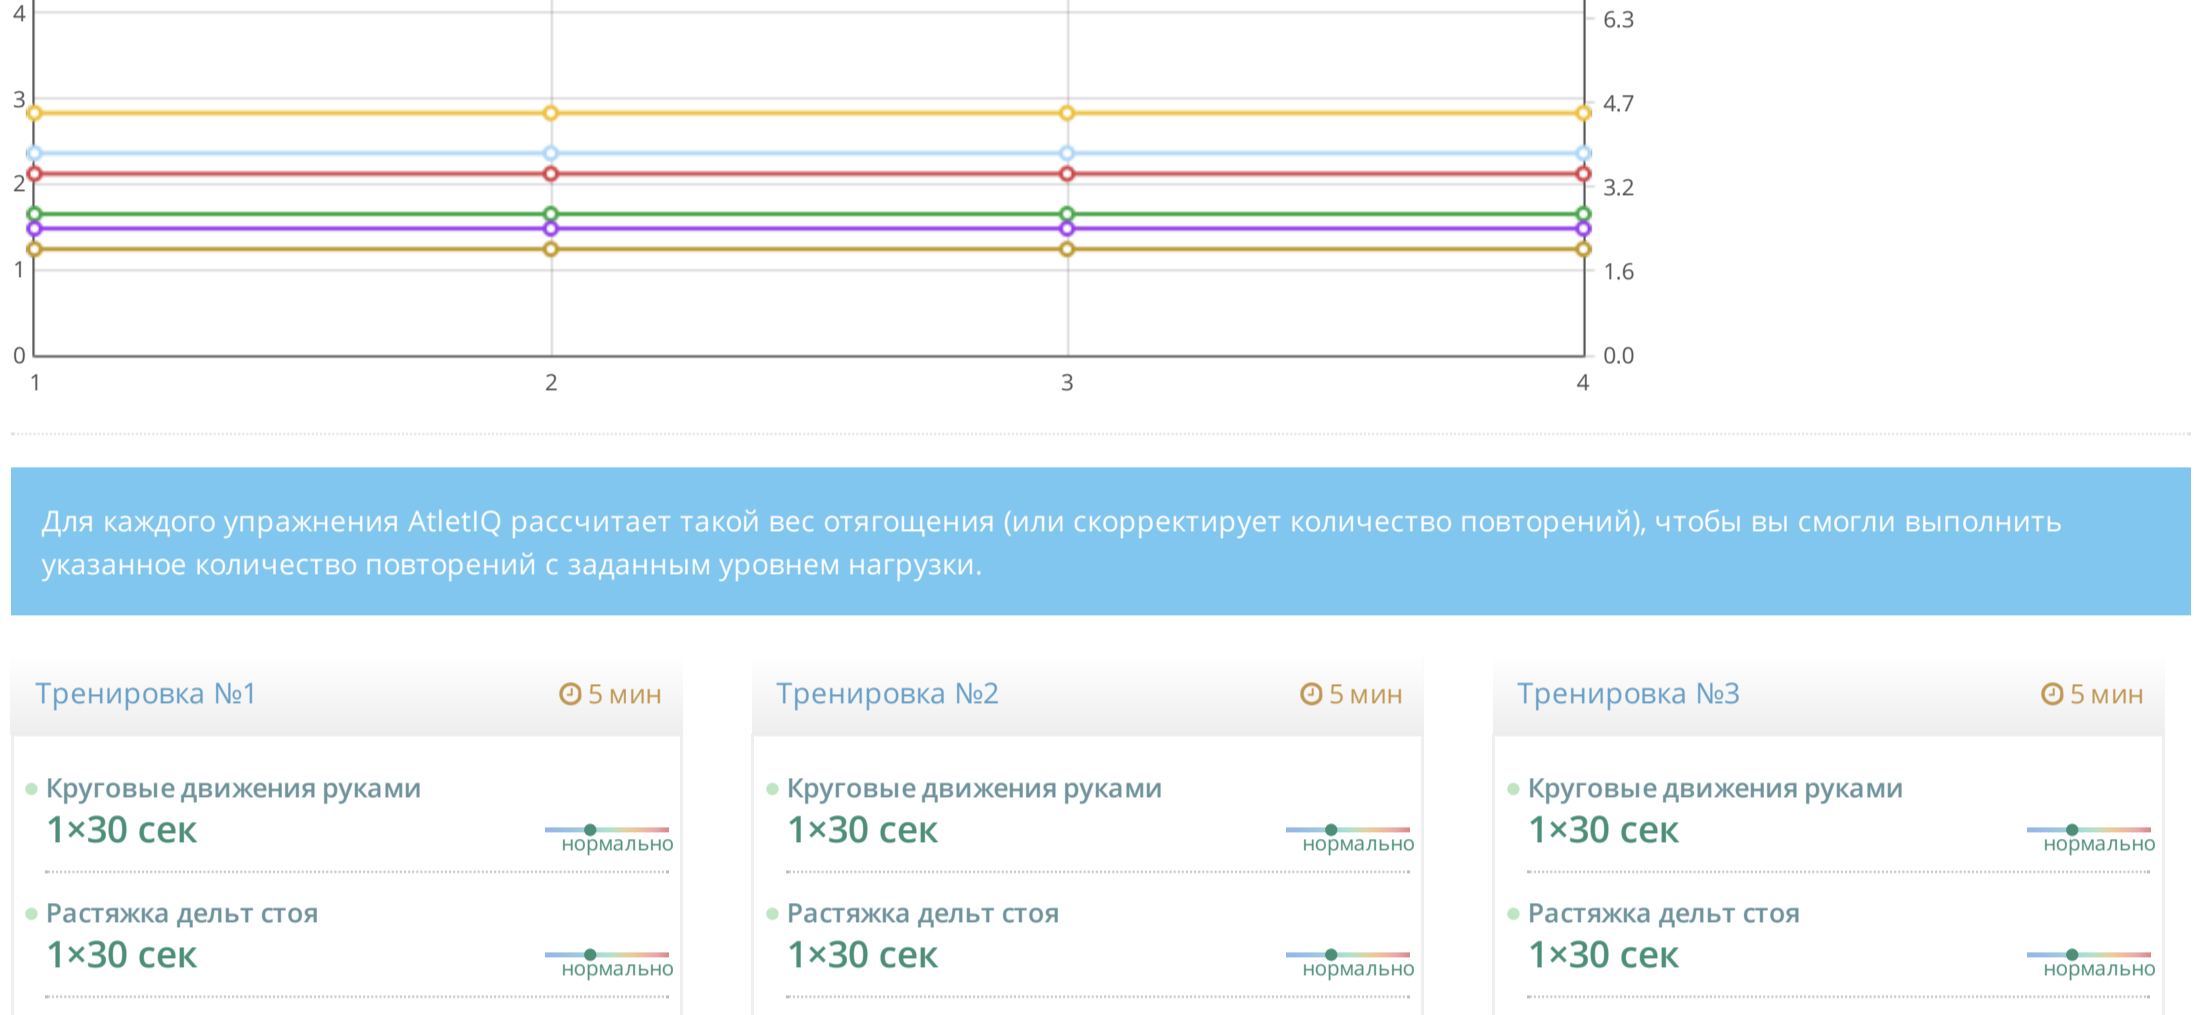 4
6.3
3
4.7
2
3.2
1
1.6
0
0.0
1 2 3 4
Для каждого упражнения AtletIQ рассчитает такой вес отягощения (или скорректирует количество повторений), чтобы вы смогли выполнить
указанное количество повторений с заданным уровнем нагрузки.
Тренировка №1
5 мин
Круговые движения руками
1×30 сек
нормально
Растяжка дельт стоя
1×30 сек
нормально
Тренировка №2
5 мин
Круговые движения руками
1×30 сек
нормально
Растяжка дельт стоя
1×30 сек
нормально
Тренировка №3
5 мин
Круговые движения руками
1×30 сек
нормально
Растяжка дельт стоя
1×30 сек
нормально